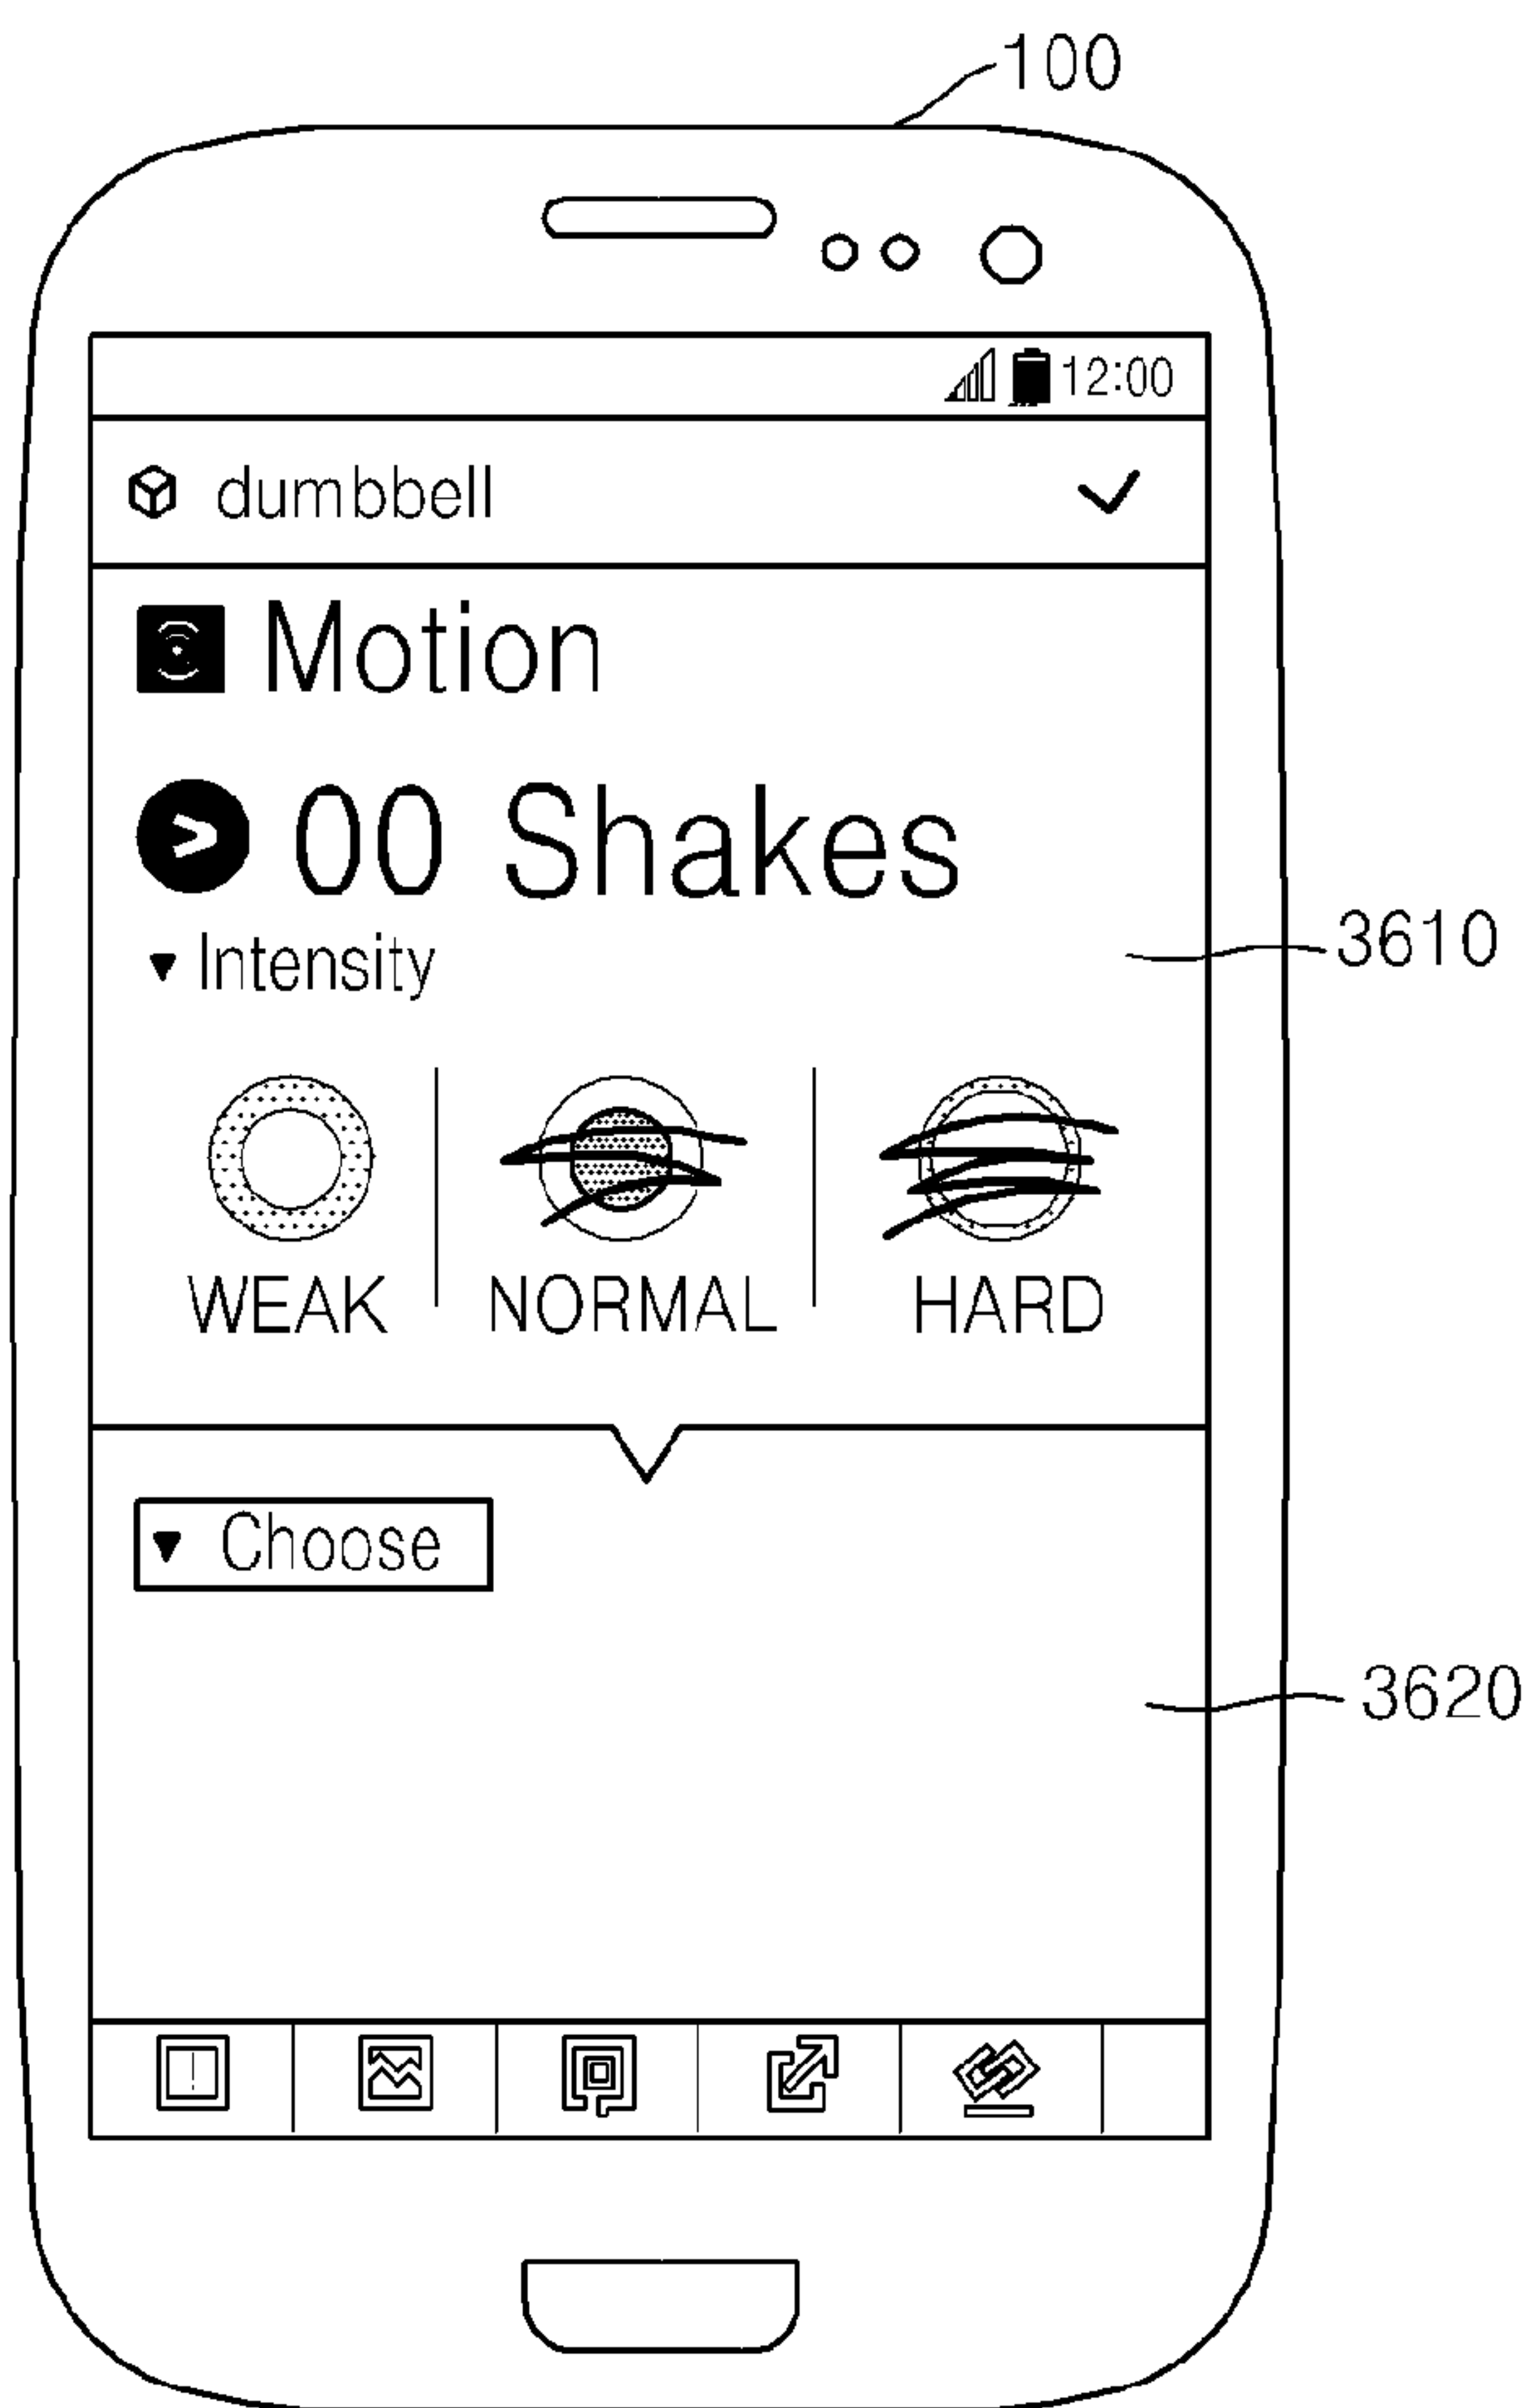 100
12:00
dumbbell
Motion
00 Shakes
Intensity
3610
WEAK NORMAL HARD
Choose
3620